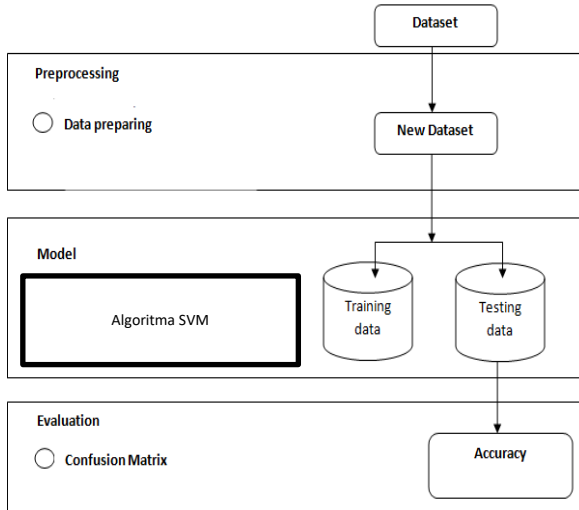 Dataset
Preprocessing
Data preparing
New Dataset
Model
Algoritma SVM
Training
data
Testing
data
Evaluation
Confusion Matrix
Accuracy